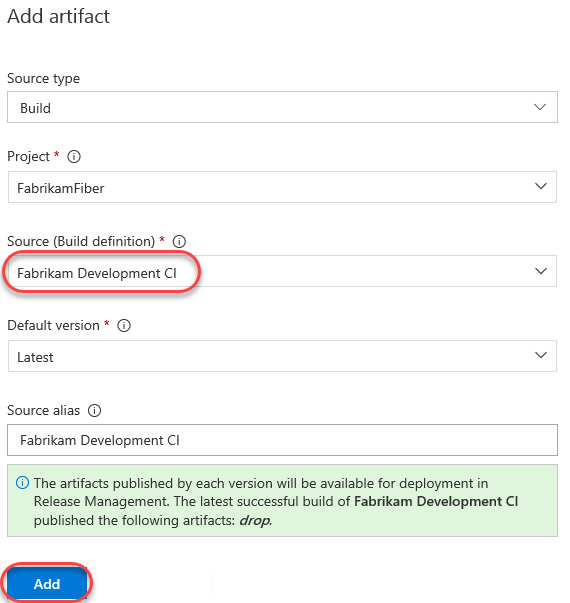 Add artifact
Source type
Build
Project *
FabrikamFiber
Source (Build definition) *
Fabrikam Development CI
Default version *
Latest
Source alias
Fabrikam Development CI
The artifacts published by each version will be available for deployment in
Release Management. The latest successful build of Fabrikam Development CI
published the following artifacts: drop.
Add